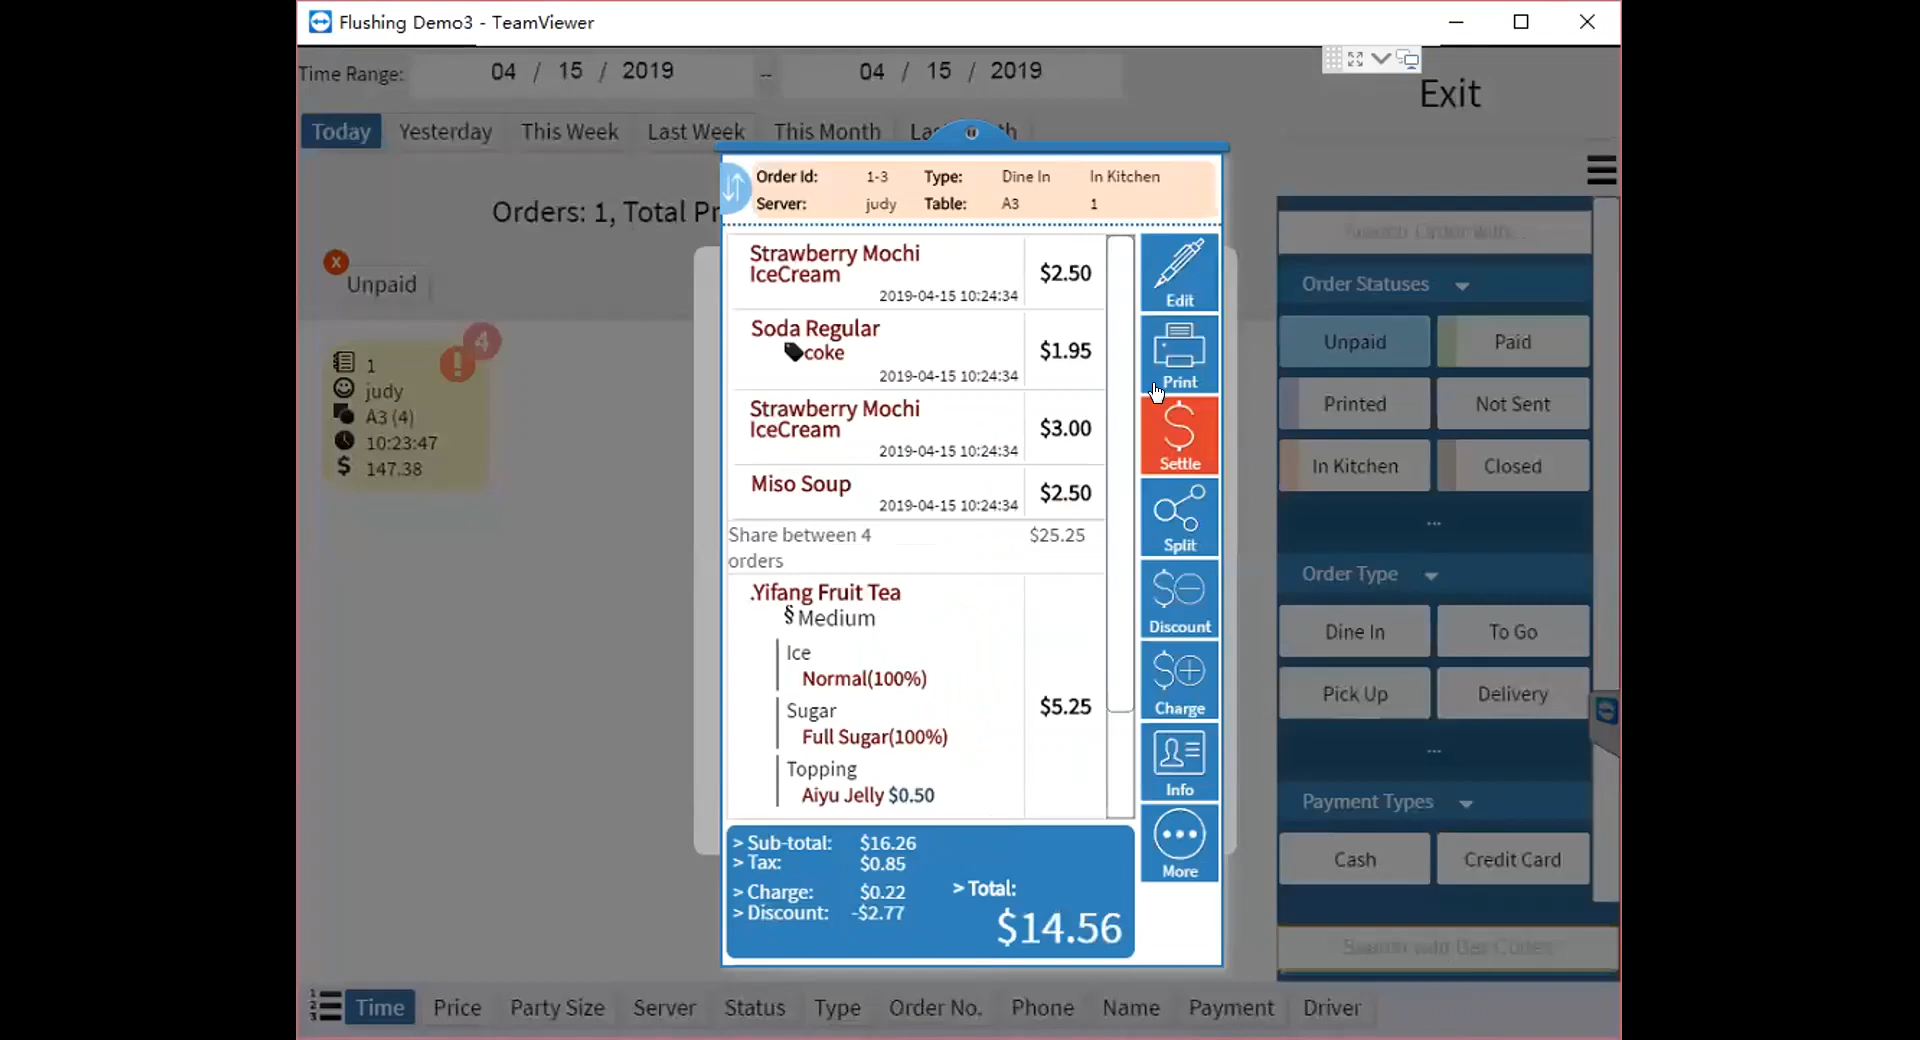 Flushing Demo3 - TeamViewer
Time Range: 04 / 15 / 2019 -- 04 / 15 / 2019
Exit
Today Yesterday This Week Last Week This Month
Orders: 1, Total
x
Unpaid
4
!
1
judy
A3 (4)
10:23:47
$ 147.38
Order Id: 1-3 Type: Dine In In Kitchen
Server: judy Table: A3 1
Strawberry Mochi
IceCream
2019-04-15 10:24:34
$2.50
Soda Regular
coke
2019-04-15 10:24:34
$1.95
Strawberry Mochi
IceCream
2019-04-15 10:24:34
$3.00
Miso Soup
2019-04-15 10:24:34
$2.50
Share between 4
orders
$25.25
.Yifang Fruit Tea
§ Medium
Ice
Normal(100%)
Sugar
Full Sugar(100%)
Topping
Aiyu Jelly $0.50
$5.25
> Sub-total: $16.26
> Tax: $0.85
> Charge: $0.22
> Discount: -$2.77
> Total:
$14.56
Edit
Print
Settle
Split
Discount
Charge
Info
More
Search Order with...
Order Statuses
Unpaid Paid
Printed Not Sent
In Kitchen Closed
...
Order Type
Dine In To Go
Pick Up Delivery
...
Payment Types
Cash Credit Card
Time Price Party Size Server Status Type Order No. Phone Name Payment Driver